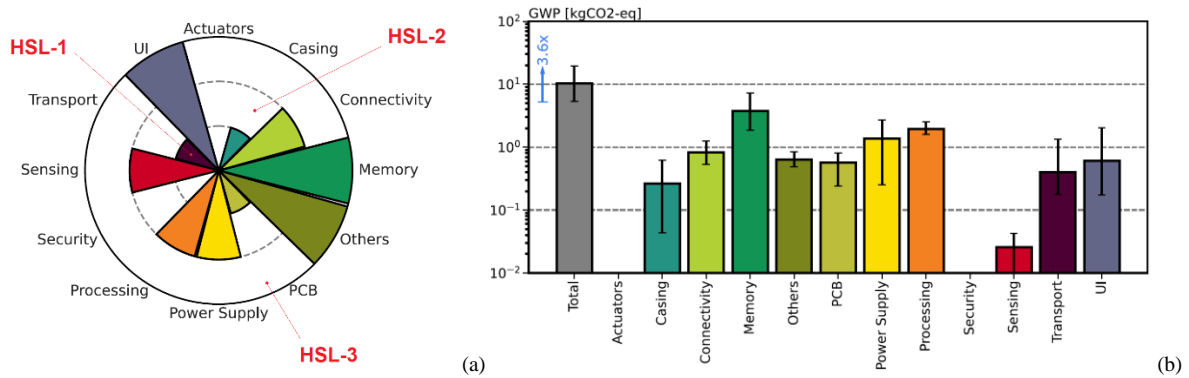 Actuators
HSL-1
HSL-2
UI
Casing
Transport
Connectivity
Sensing
Memory
Security
Others
Processing
PCB
Power Supply
HSL-3
(a)
GWP [kgCO2-eq]
10²
3.6x
10¹
10⁰
10⁻¹
10⁻²
Total
Actuators
Casing
Connectivity
Memory
Others
PCB
Power Supply
Processing
Security
Sensing
Transport
UI
(b)